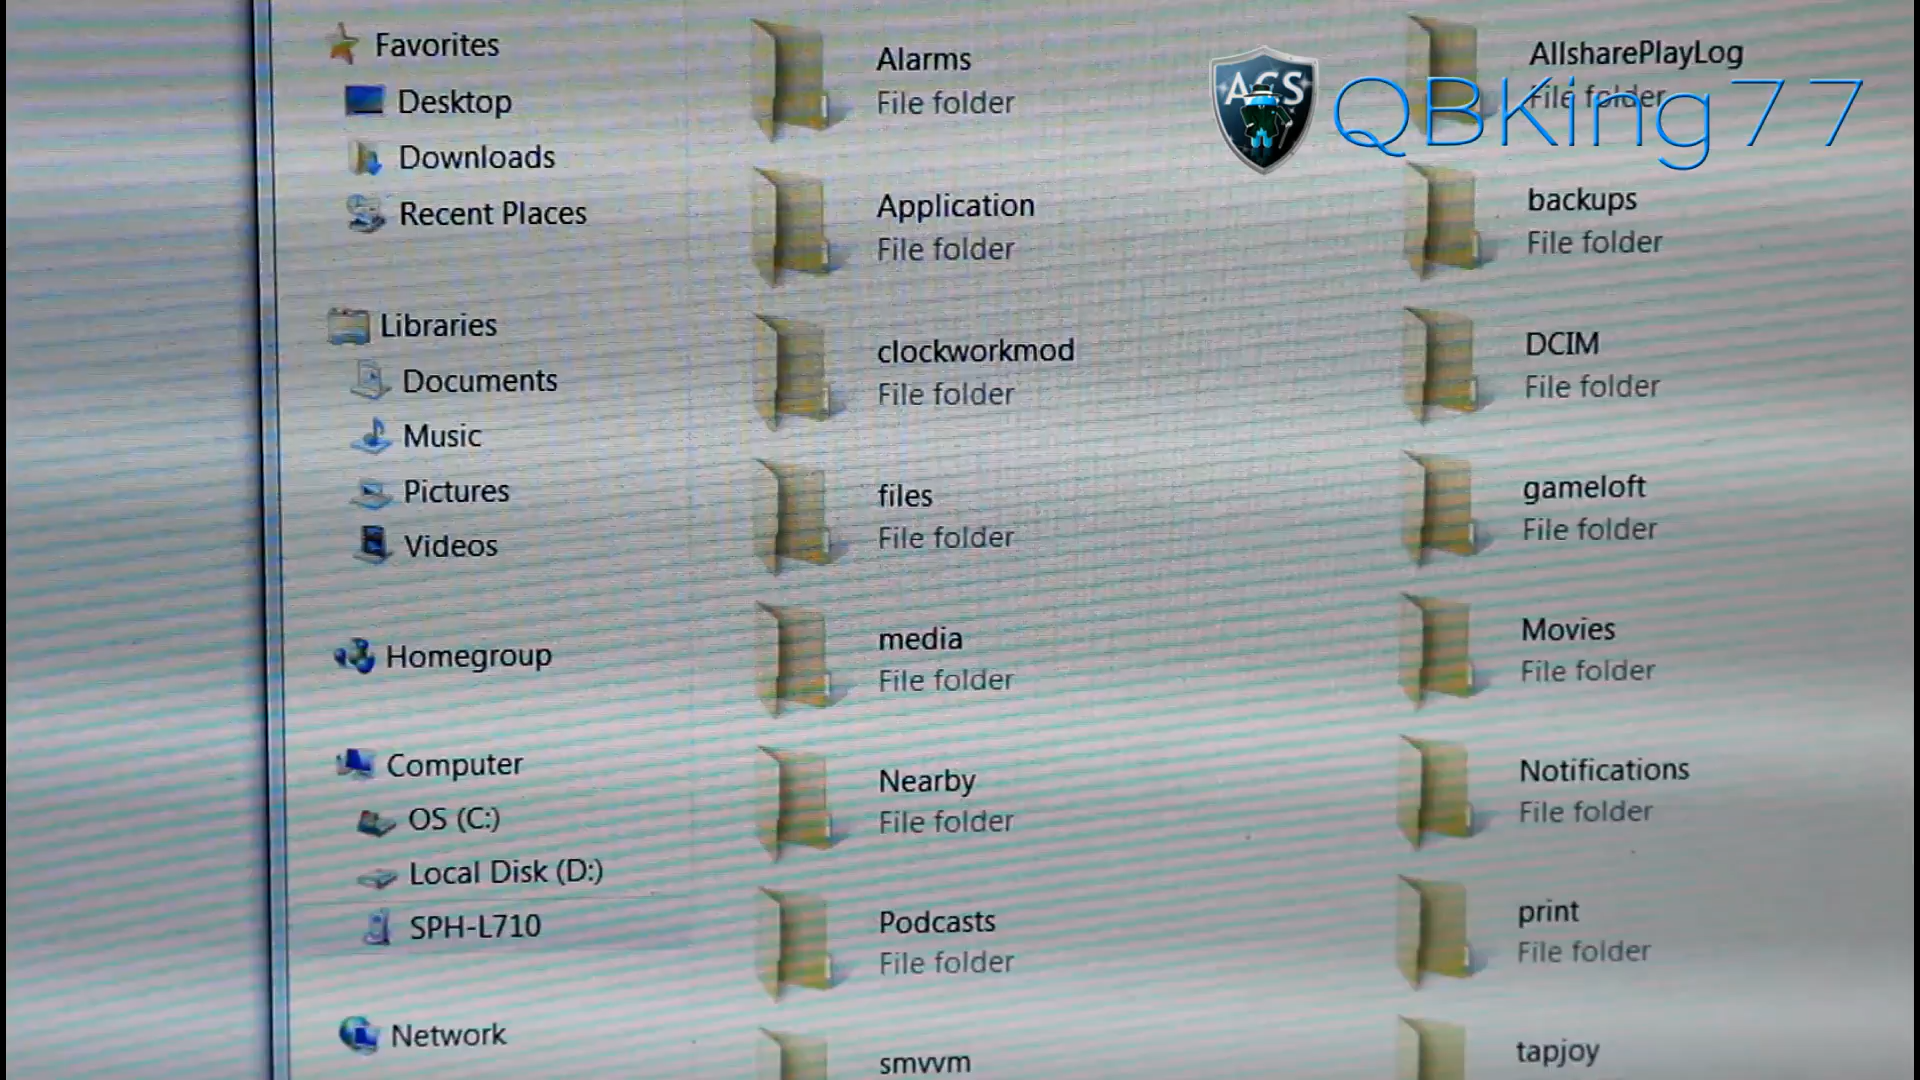 Favorites
Desktop
Downloads
Recent Places
Libraries
Documents
Music
Pictures
Videos
Homegroup
Computer
OS (C:)
Local Disk (D:)
SPH-L710
Network
Alarms
File folder
AllsharePlayLog
File folder
ACS
QBKing77
Application
File folder
backups
File folder
clockworkmod
File folder
DCIM
File folder
files
File folder
gameloft
File folder
media
File folder
Movies
File folder
Nearby
File folder
Notifications
File folder
Podcasts
File folder
print
File folder
smvvm
tapjoy